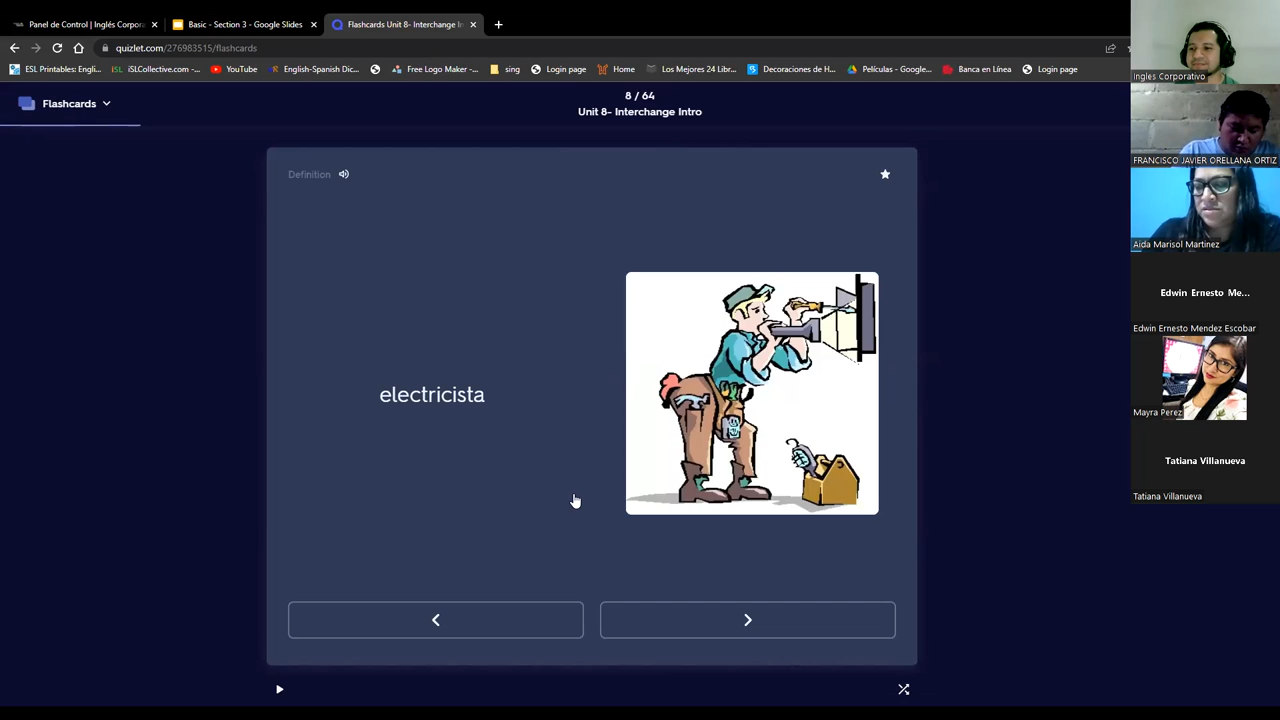 Panel de Control | Inglés Corpora
Basic - Section 3 - Google Slides
Flashcards Unit 8- Interchange In
quizlet.com/276983515/flashcards
ESL Printables: Engli...
iSLCollective.com -...
YouTube
English-Spanish Dic...
Free Logo Maker -...
sing
Login page
Home
Los Mejores 24 Libr...
Decoraciones de H...
Películas - Google...
Banca en Línea
Login page
Flashcards
8 / 64
Unit 8- Interchange Intro
Definition
electricista
Ingles Corporativo
FRANCISCO JAVIER ORELLANA ORTIZ
Aida Marisol Martinez
Edwin Ernesto Me...
Edwin Ernesto Mendez Escobar
Mayra Perez
Tatiana Villanueva
Tatiana Villanueva